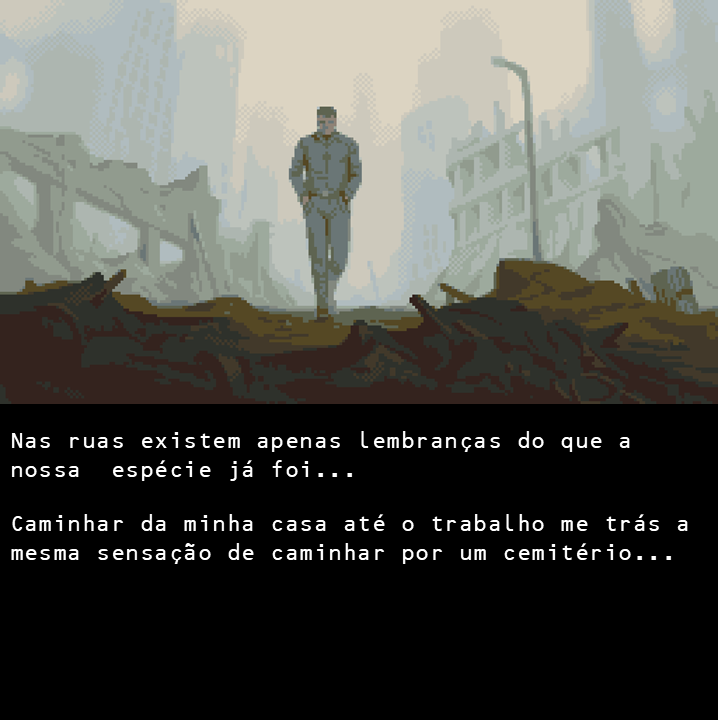 Nas ruas existem apenas lembranças do que a
nossa  espécie já foi...
Caminhar da minha casa até o trabalho me trás a
mesma sensação de caminhar por um cemitério...